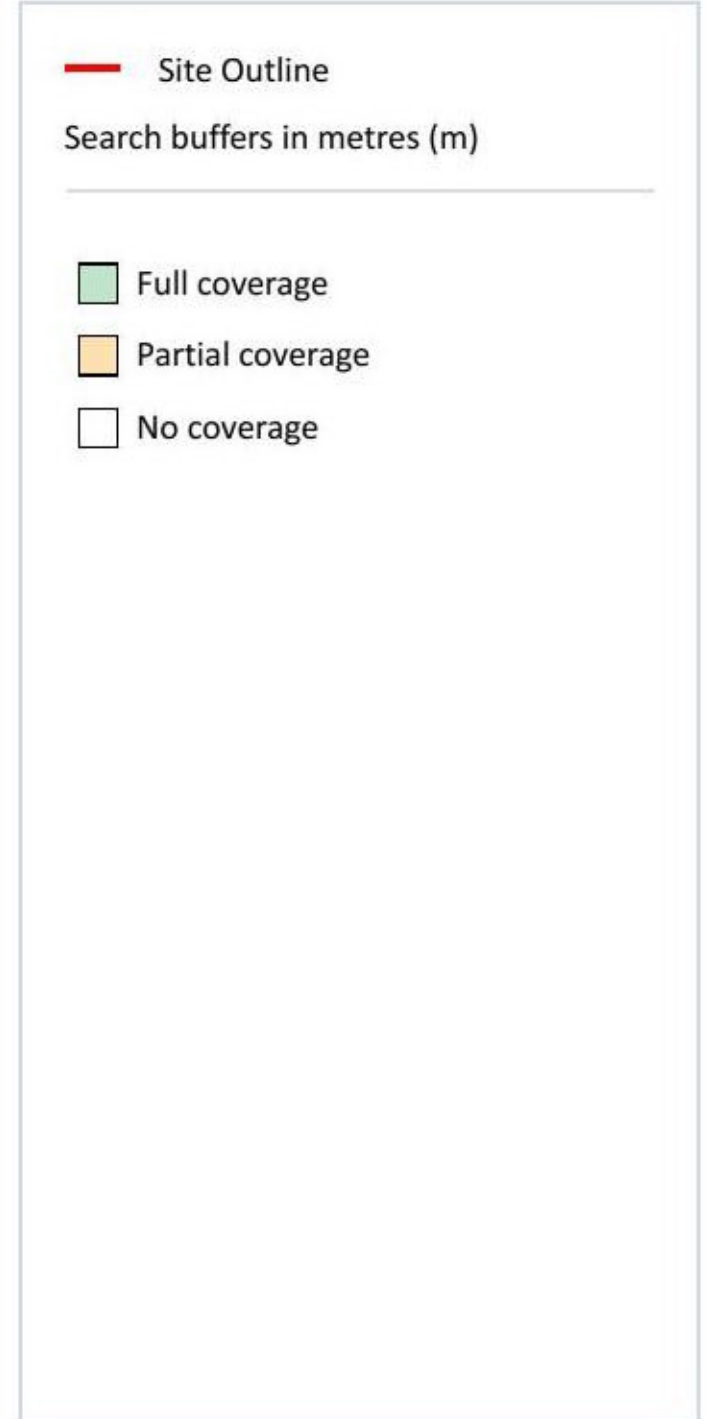 Site Outline
Search buffers in metres (m)
Full coverage
Partial coverage
No coverage